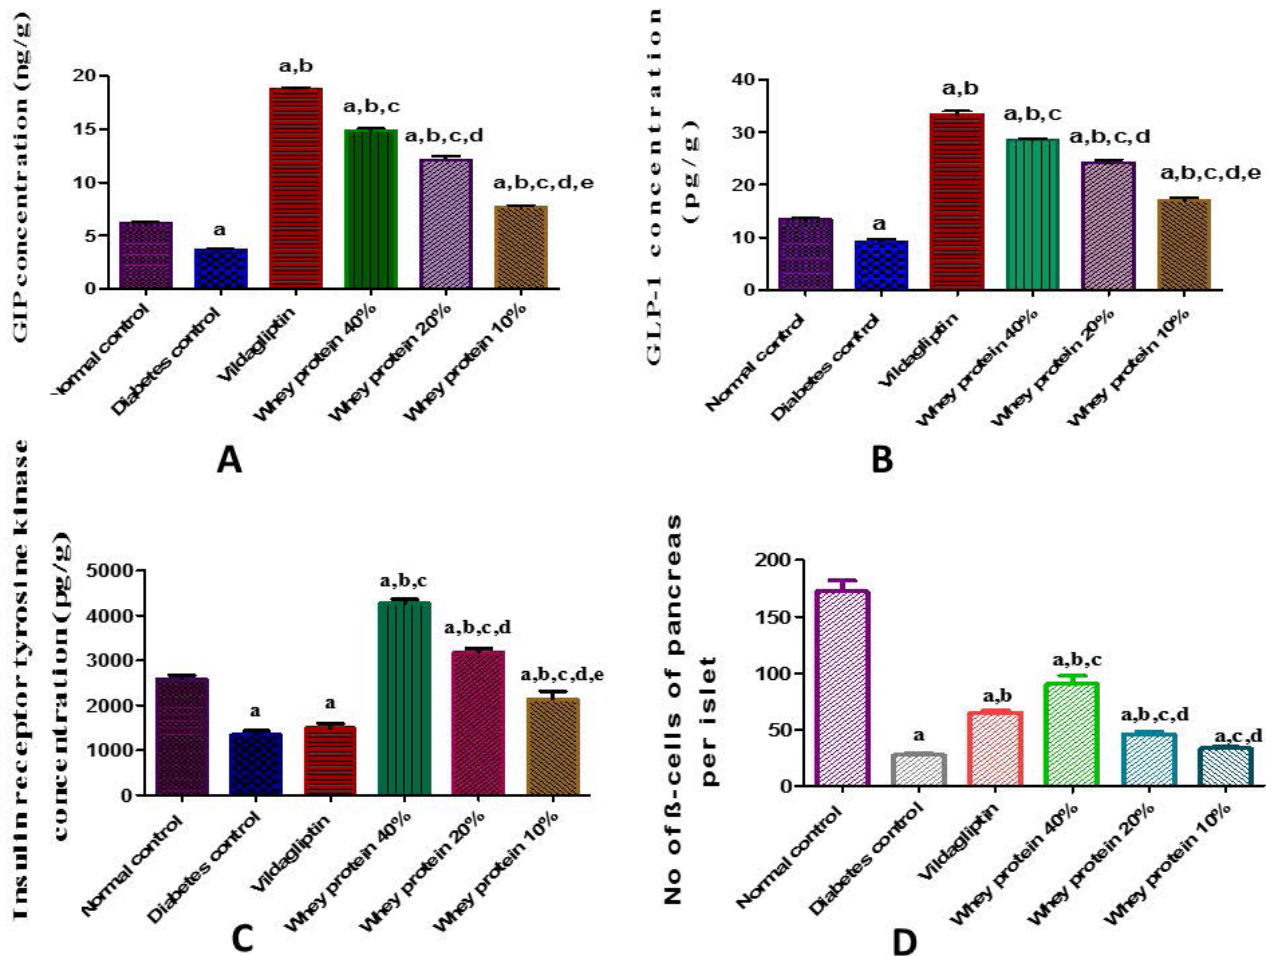 GIP concentration (ng/g)
20
15
10
5
0
a
a,b
a,b,c
a,b,c,d
a,b,c,d,e
Normal control
Diabetes control
Vildagliptin
Whey protein 40%
Whey protein 20%
Whey protein 10%
A
GLP-1 concentration
(pg/g)
40
30
20
10
0
a
a,b
a,b,c
a,b,c,d
a,b,c,d,e
Normal control
Diabetes control
Vildagliptin
Whey protein 40%
Whey protein 20%
Whey protein 10%
B
Insulin receptor tyrosine kinase
concentration (pg/g)
5000
4000
3000
2000
1000
0
a
a
a,b,c
a,b,c,d
a,b,c,d,e
Normal control
Diabetes control
Vildagliptin
Whey protein 40%
Whey protein 20%
Whey protein 10%
C
No of ß-cells of pancreas
per islet
200
150
100
50
0
a
a,b
a,b,c
a,b,c,d
a,c,d
Normal control
Diabetes control
Vildagliptin
Whey protein 40%
Whey protein 20%
Whey protein 10%
D